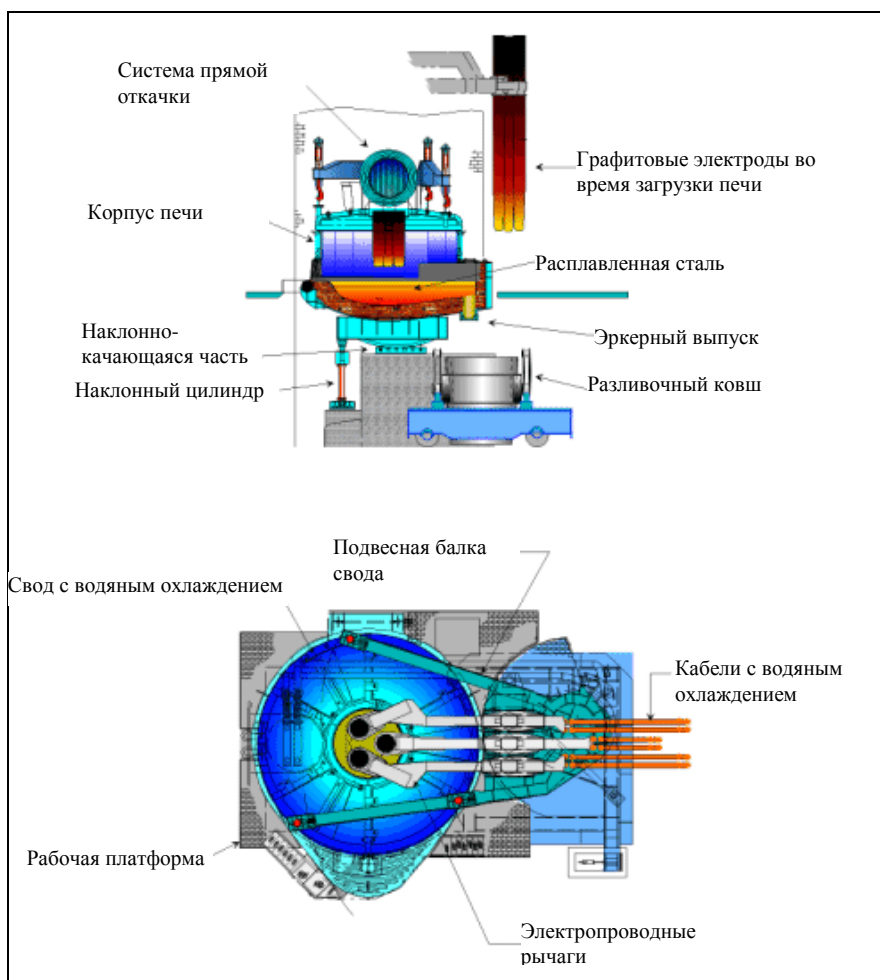 Система прямой
откачки
Графитовые электроды во
время загрузки печи
Корпус печи
Расплавленная сталь
Наклонно-
качающаяся часть
Эркерный выпуск
Наклонный цилиндр
Разливочный ковш
Подвесная балка
свода
Свод с водяным охлаждением
Кабели с водяным
охлаждением
Рабочая платформа
Электропроводные
рычаги